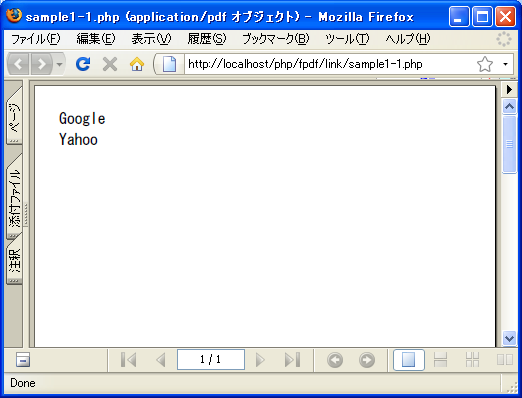 sample1-1.php (application/pdf オブジェクト) - Mozilla Firefox
ファイル(F) 編集(E) 表示(V) 履歴(S) ブックマーク(B) ツール(T) ヘルプ(H)
http://localhost/php/fpdf/link/sample1-1.php
ページ
添付ファイル
注釈
Google
Yahoo
1 / 1
Done